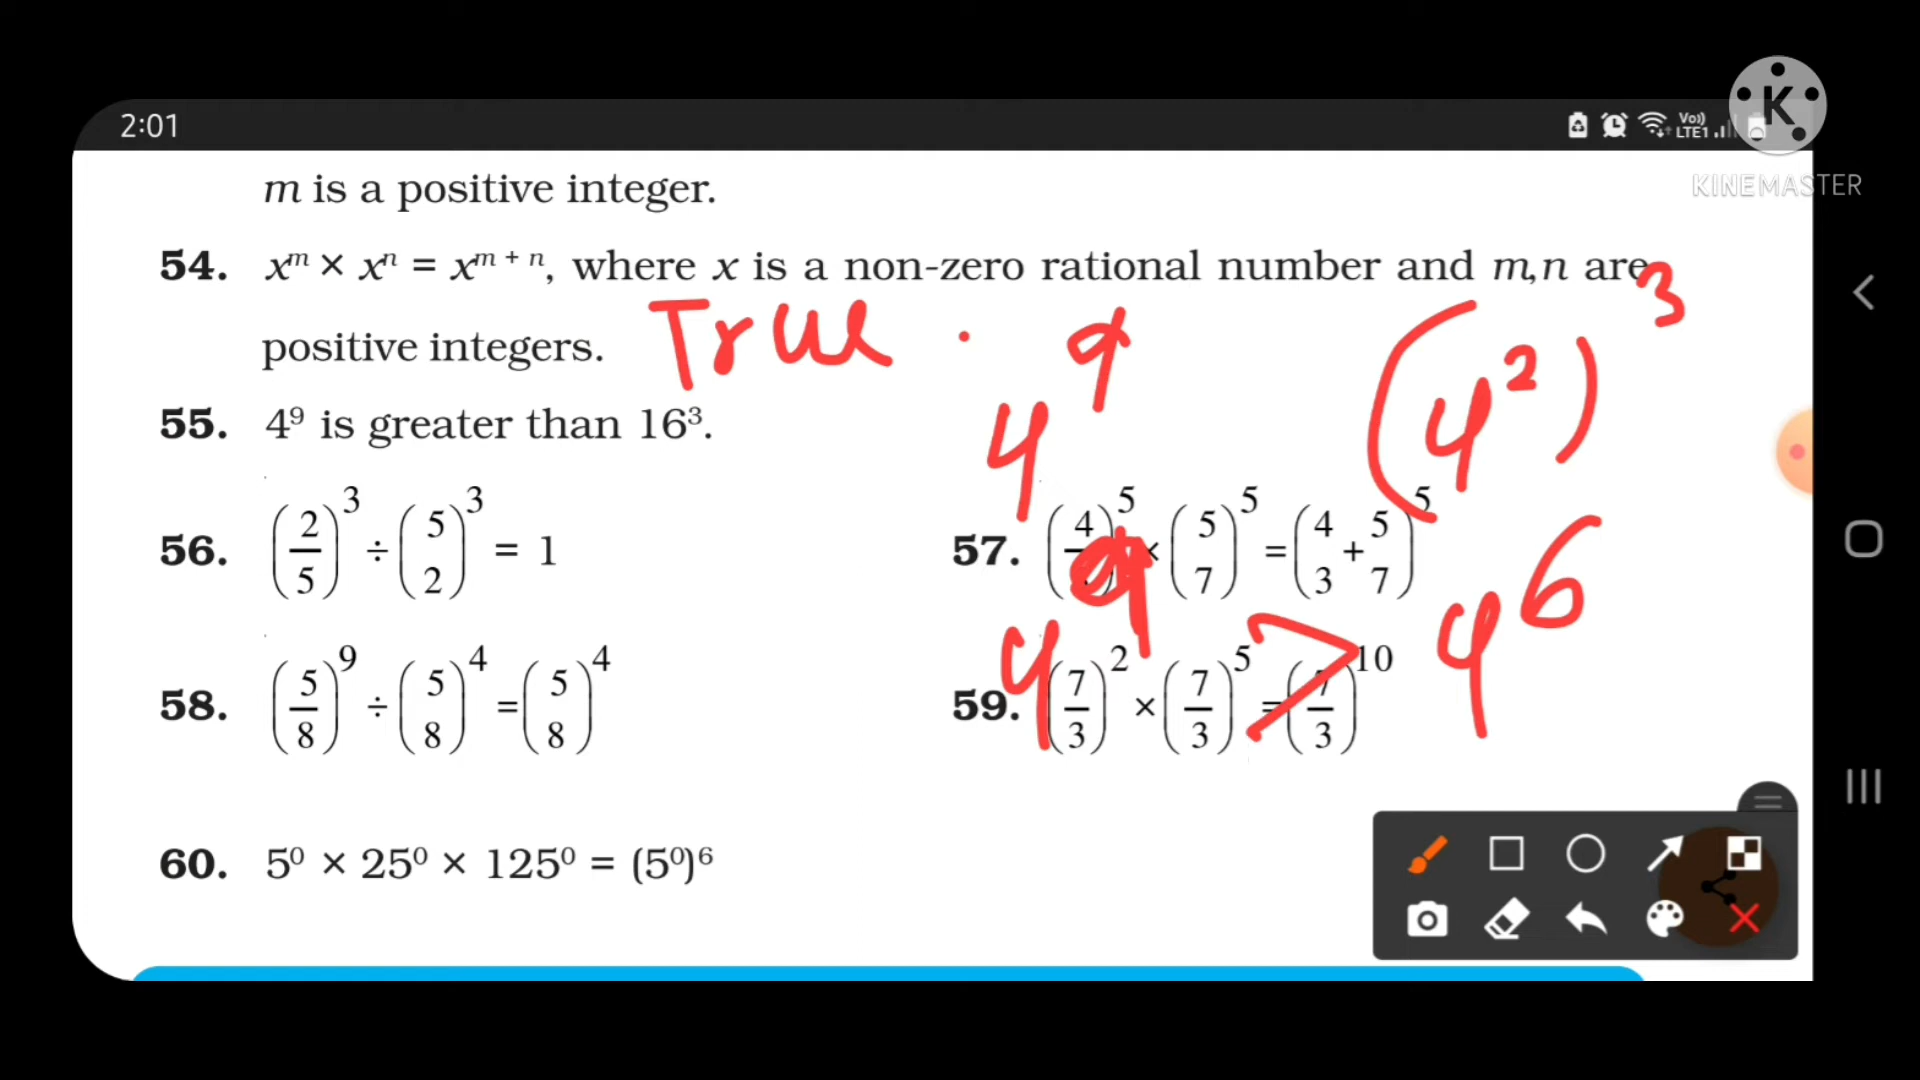 2:01
Vo)) LTE1
K
KINEMASTER
m is a positive integer.
54. xᵐ × xⁿ = xᵐ ⁺ ⁿ, where x is a non-zero rational number and m,n are
positive integers. True .
4⁹ (4²)³
55. 4⁹ is greater than 16³.
56. (2/5)³ ÷ (5/2)³ = 1
57. (4/ )⁵ × (5/7)⁵ = (4/3 + 5/7)⁵
4⁹ > 4⁶
58. (5/8)⁹ ÷ (5/8)⁴ = (5/8)⁴
59. (7/3)² × (7/3)⁵ = (7/3)¹⁰
60. 5⁰ × 25⁰ × 125⁰ = (5⁰)⁶